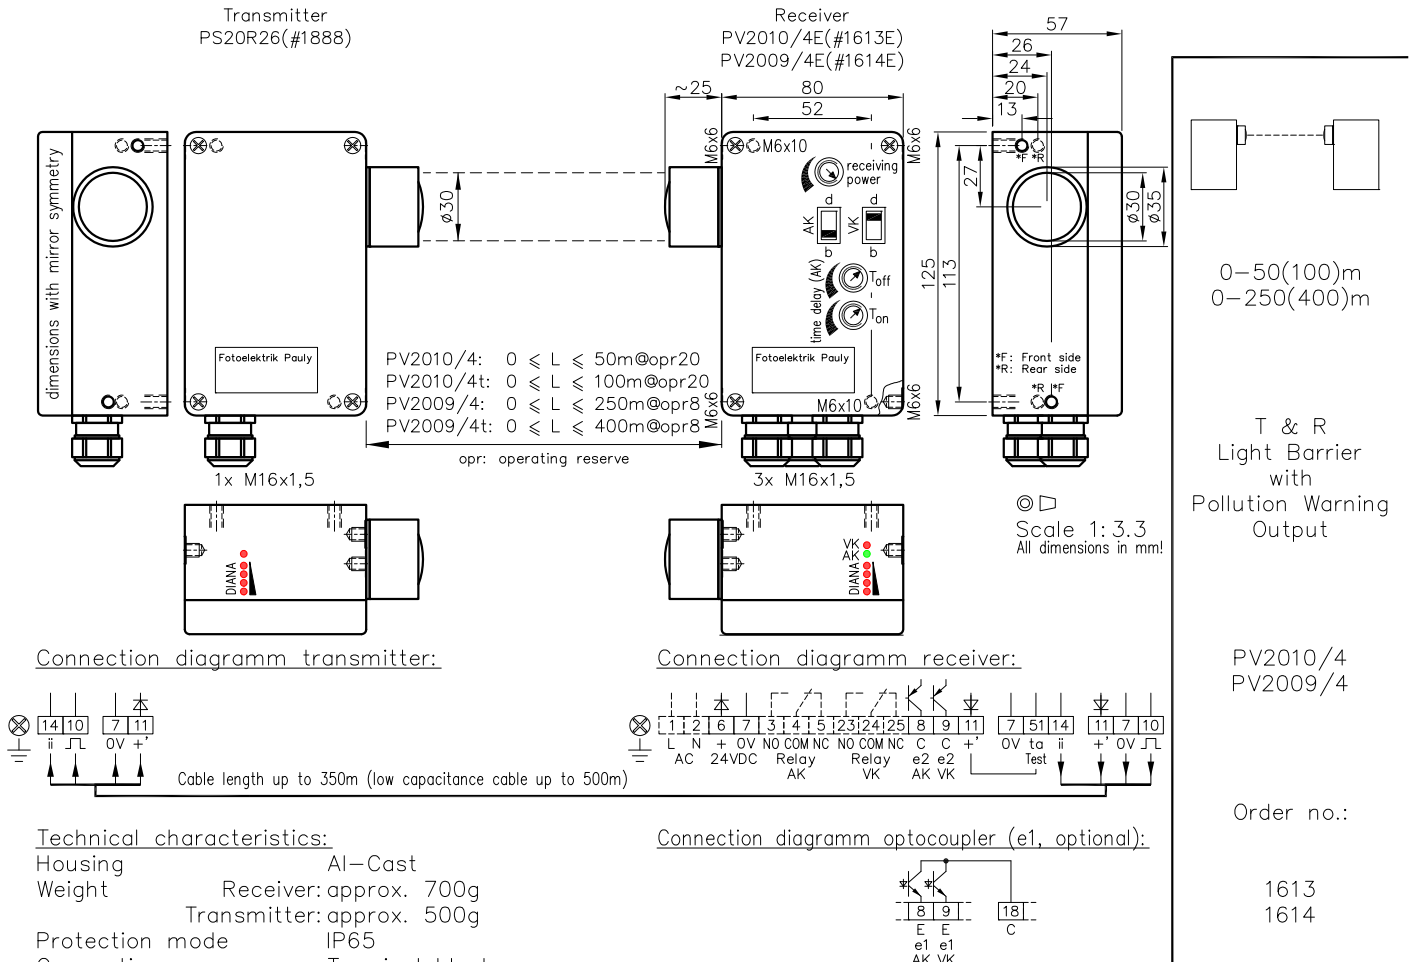 Transmitter
PS20R26(#1888)
Receiver
PV2010/4E(#1613E)
PV2009/4E(#1614E)
57
26
24
20
13
~25
80
52
dimensions with mirror symmetry
M6x6
M6x10
M6x6
receiving
power
*F *R
27
ø30
d
d
AK
VK
b
b
ø30
ø35
125
113
time delay (AK)
Toff
Ton
0-50(100)m
0-250(400)m
Fotoelektrik Pauly
Fotoelektrik Pauly
PV2010/4: 0 ⩽ L ⩽ 50m@opr20
PV2010/4t: 0 ⩽ L ⩽ 100m@opr20
PV2009/4: 0 ⩽ L ⩽ 250m@opr8
PV2009/4t: 0 ⩽ L ⩽ 400m@opr8
opr: operating reserve
*F: Front side
*R: Rear side
*R *F
M6x6
M6x10
M6x6
1x M16x1,5
3x M16x1,5
T & R
Light Barrier
with
Pollution Warning
Output
Scale 1:3.3
All dimensions in mm!
DIANA
VK
AK
DIANA
Connection diagramm transmitter:
14 10 7 11
ii 0V +'
Connection diagramm receiver:
1 2 6 7 3 4 5 23 24 25 8 9 11 7 51 14 11 7 10
L N + 0V NO COM NC NO COM NC C C +' 0V ta ii +' 0V
AC 24VDC Relay Relay e2 e2 Test
AK VK AK VK
Cable length up to 350m (low capacitance cable up to 500m)
PV2010/4
PV2009/4
Order no.:
1613
1614
Technical characteristics:
Housing Al-Cast
Weight Receiver: approx. 700g
Transmitter: approx. 500g
Protection mode IP65
Connection diagramm optocoupler (e1, optional):
8 9 18
E E C
e1 e1
AK VK